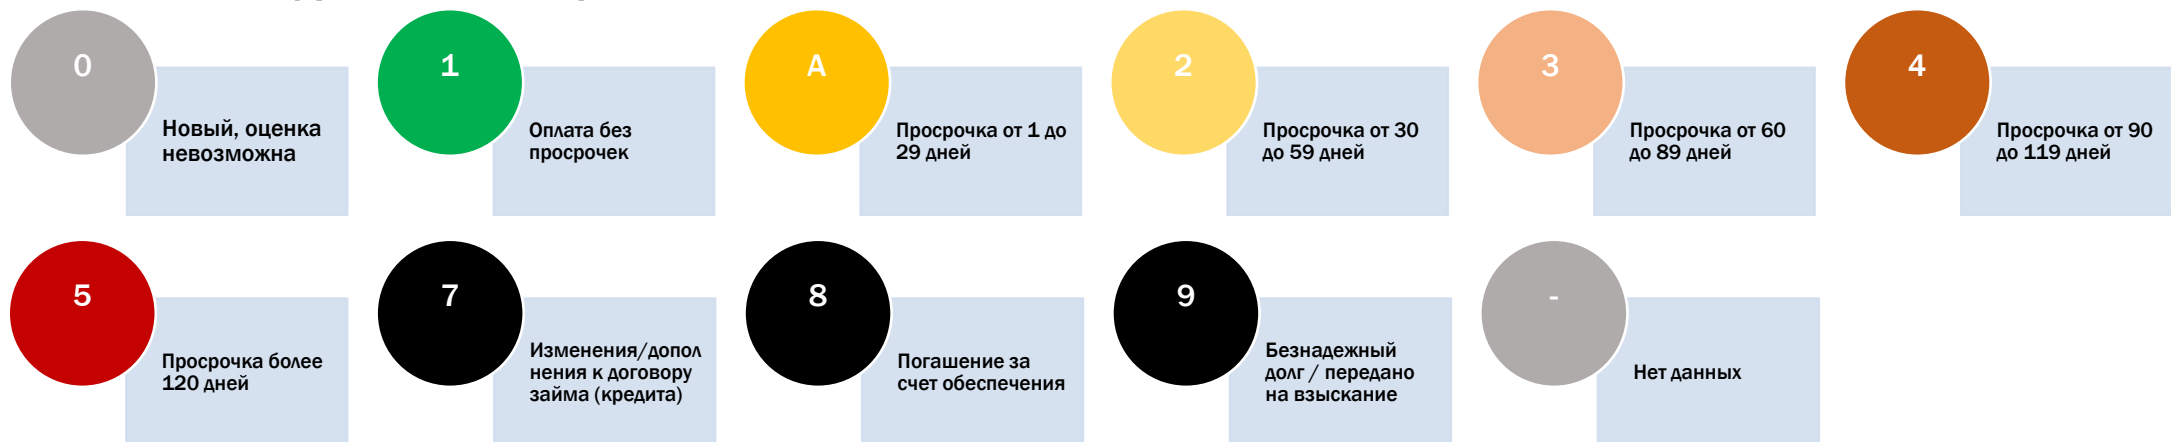 0
Новый, оценка
невозможна
1
Оплата без
просрочек
А
Просрочка от 1 до
29 дней
2
Просрочка от 30
до 59 дней
3
Просрочка от 60
до 89 дней
4
Просрочка от 90
до 119 дней
5
Просрочка более
120 дней
7
Изменения/допол
нения к договору
займа (кредита)
8
Погашение за
счет обеспечения
9
Безнадежный
долг / передано
на взыскание
-
Нет данных